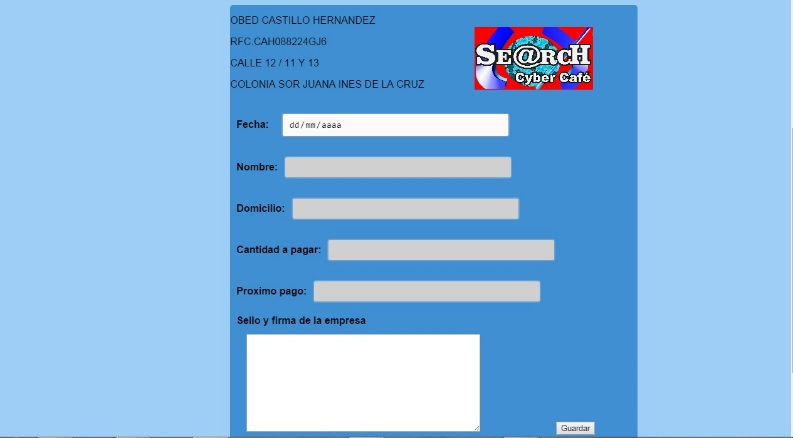 OBED CASTILLO HERNANDEZ
RFC CAH088224GJ6
CALLE 12 / 11 Y 13
COLONIA SOR JUANA INES DE LA CRUZ
SE@RCH
Cyber Café
Fecha: dd/mm/aaaa
Nombre:
Domicilio:
Cantidad a pagar:
Proximo pago:
Sello y firma de la empresa
Guardar